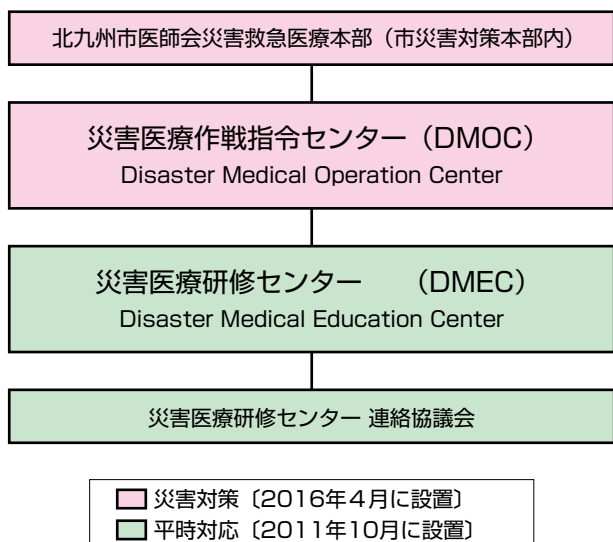 北九州市医師会災害救急医療本部（市災害対策本部内）
災害医療作戦指令センター（DMOC）
Disaster Medical Operation Center
災害医療研修センター　（DMEC）
Disaster Medical Education Center
災害医療研修センター 連絡協議会
災害対策〔2016年４月に設置〕
平時対応〔2011年10月に設置〕